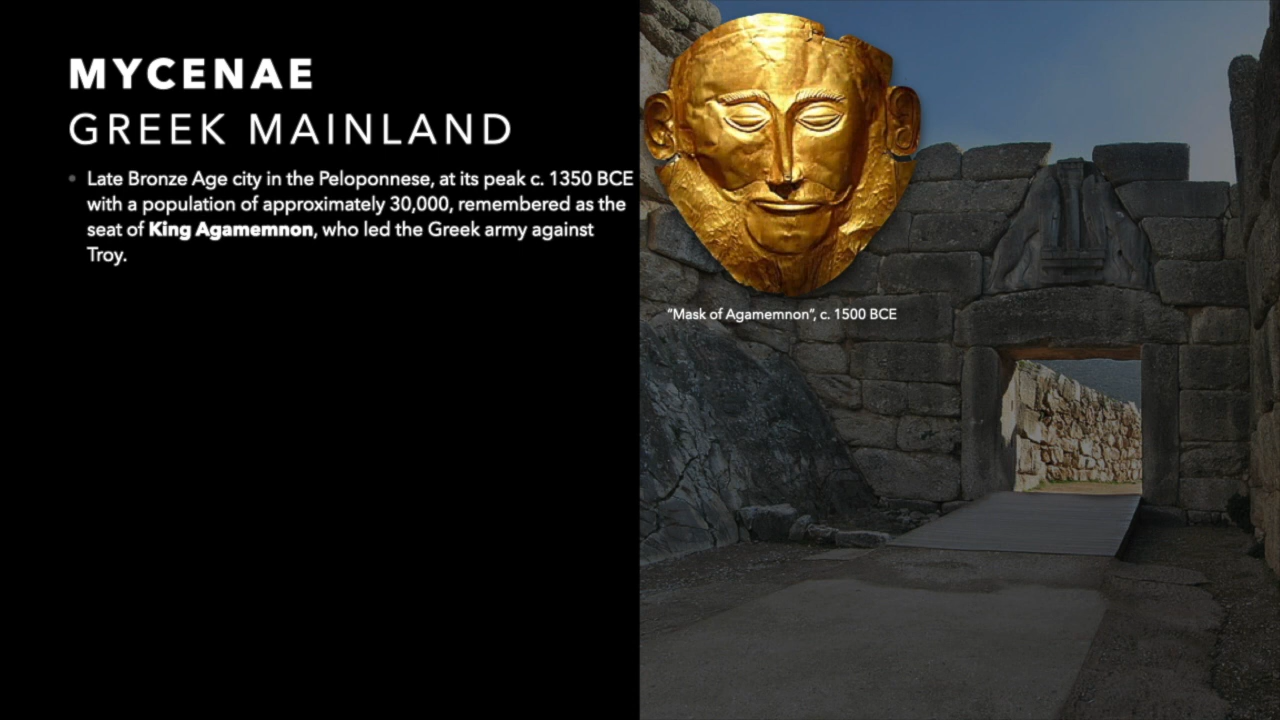 MYCENAE
GREEK MAINLAND
• Late Bronze Age city in the Peloponnese, at its peak c. 1350 BCE
with a population of approximately 30,000, remembered as the
seat of King Agamemnon, who led the Greek army against
Troy.
“Mask of Agamemnon”, c. 1500 BCE